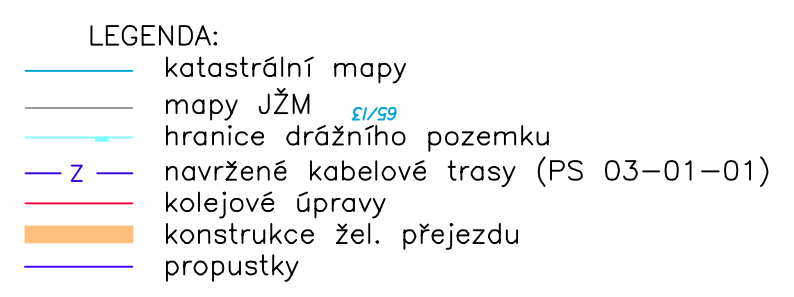 LEGENDA:
katastrální mapy
mapy JŽM
65/13
hranice drážního pozemku
Z navržené kabelové trasy (PS 03-01-01)
kolejové úpravy
konstrukce žel. přejezdu
propustky